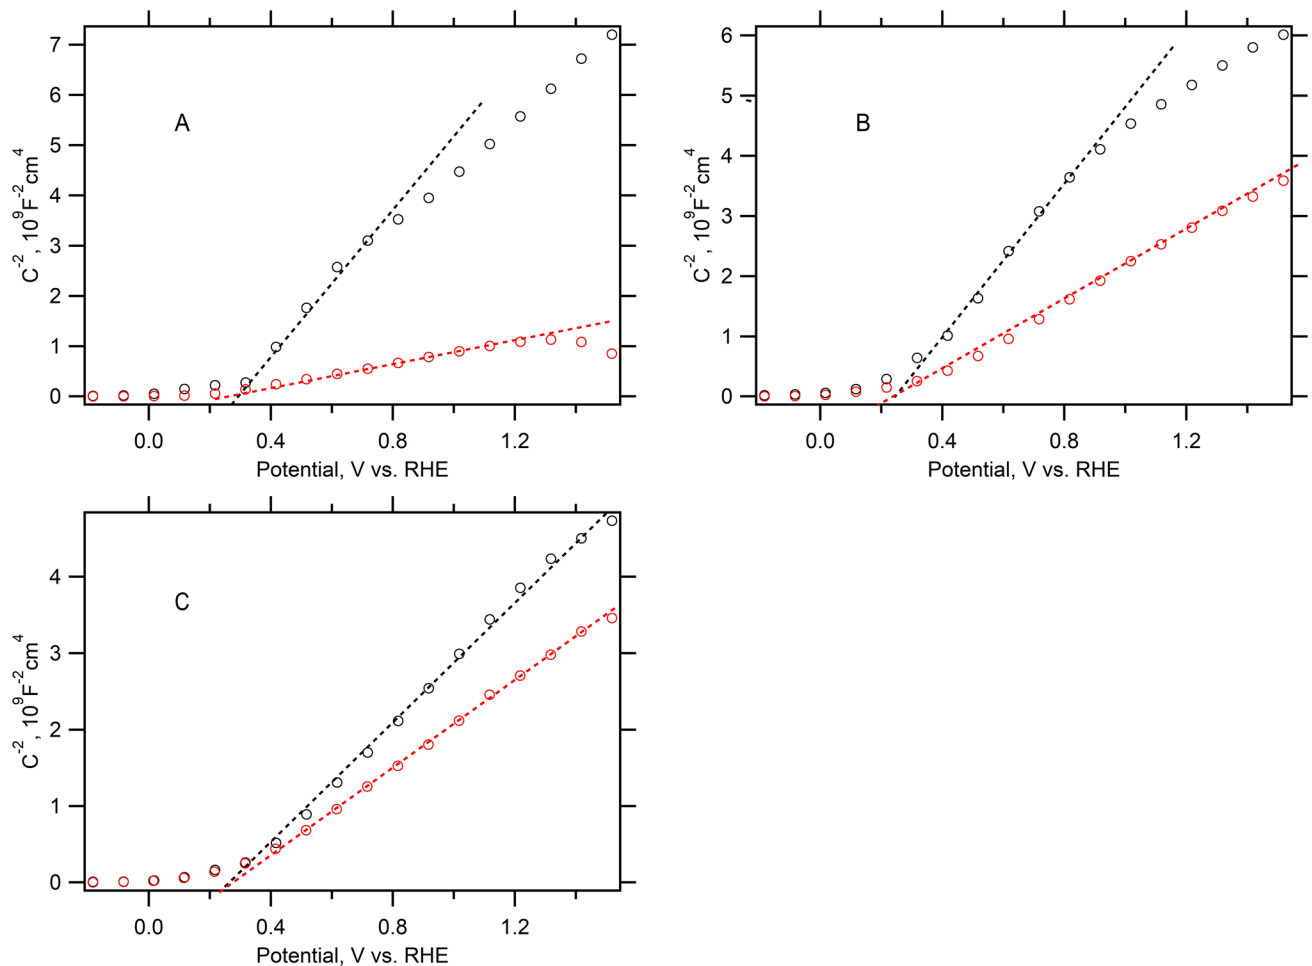 A
7
6
5
4
3
2
1
0
C⁻², 10⁹F⁻²cm⁴
0.0 0.4 0.8 1.2
Potential, V vs. RHE
B
6
5
4
3
2
1
0
C⁻², 10⁹F⁻²cm⁴
0.0 0.4 0.8 1.2
Potential, V vs. RHE
C
4
3
2
1
0
C⁻², 10⁹F⁻²cm⁴
0.0 0.4 0.8 1.2
Potential, V vs. RHE